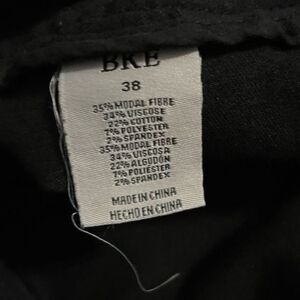 BKE
38
35% MODAL FIBRE
34% VISCOSE
22% COTTON
7% POLYESTER
2% SPANDEX
35% MODAL FIBRE
34% VISCOSA
22% ALGODÓN
7% POLIÉSTER
2% SPANDEX
MADE IN CHINA
HECHO EN CHINA